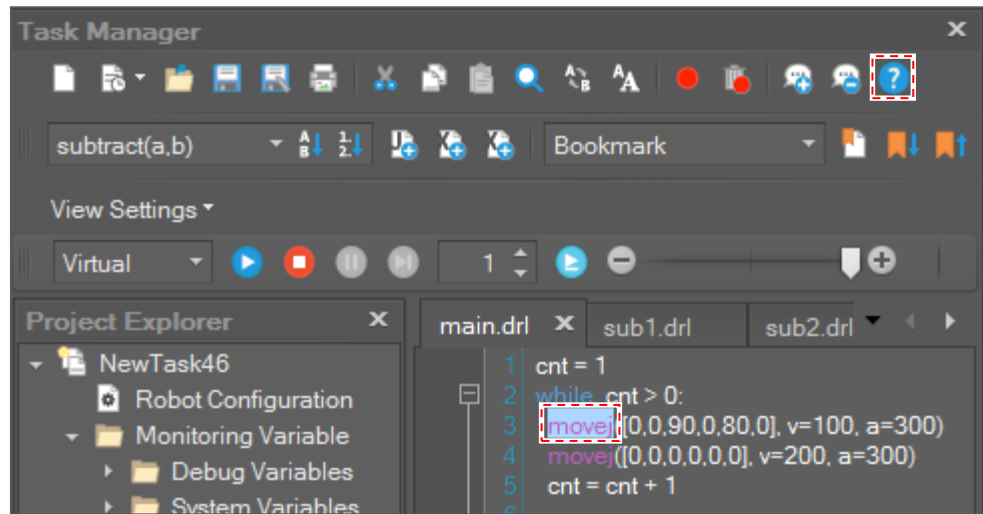 Task Manager
subtract(a,b)
Bookmark
View Settings
Virtual
1
Project Explorer
main.drl
sub1.drl
sub2.drl
NewTask46
Robot Configuration
Monitoring Variable
Debug Variables
System Variables
1 cnt = 1
2 while cnt > 0:
3 movej([0,0,90,0,80,0], v=100, a=300)
4 movej([0,0,0,0,0,0], v=200, a=300)
5 cnt = cnt + 1
6